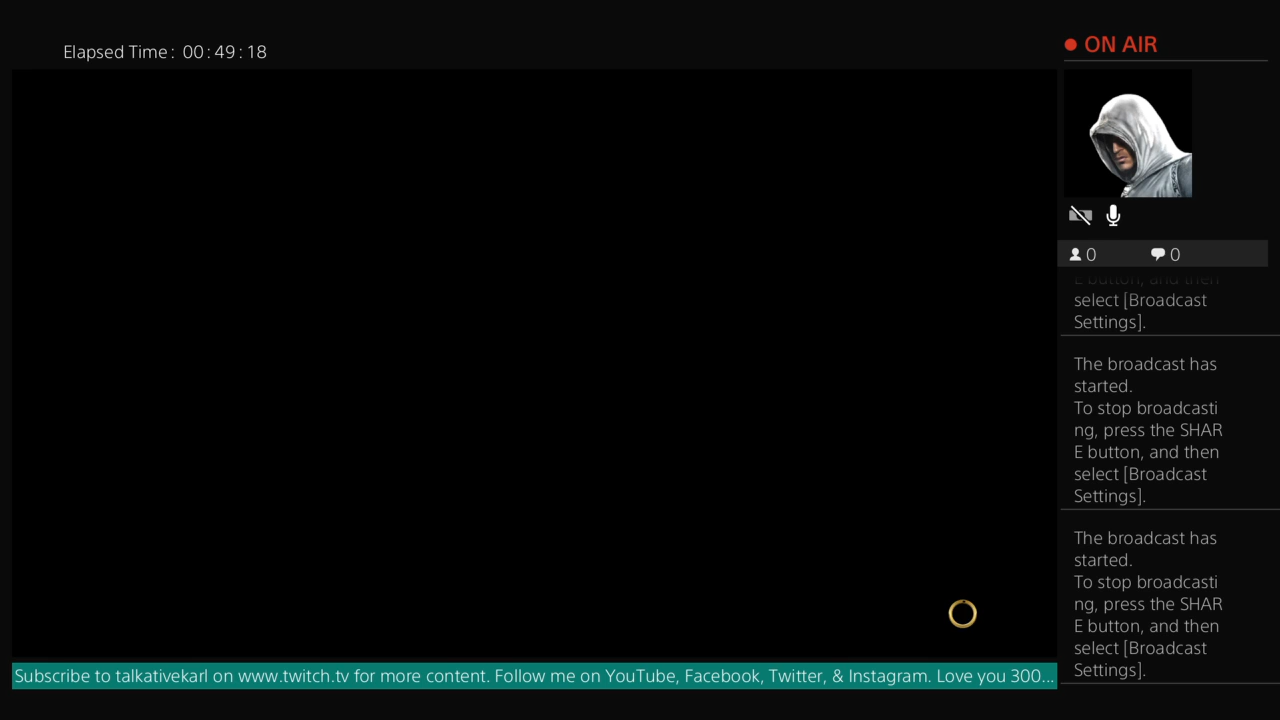 Elapsed Time: 00:49:18
ON AIR
0 0
E button, and then
select [Broadcast
Settings].
The broadcast has
started.
To stop broadcasti
ng, press the SHAR
E button, and then
select [Broadcast
Settings].
The broadcast has
started.
To stop broadcasti
ng, press the SHAR
E button, and then
select [Broadcast
Settings].
Subscribe to talkativekarl on www.twitch.tv for more content. Follow me on YouTube, Facebook, Twitter, & Instagram. Love you 300...